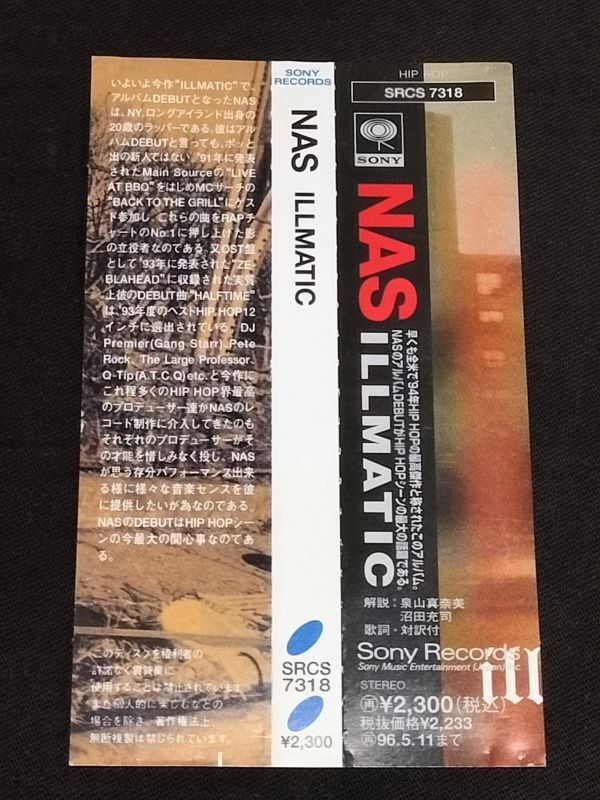 いよいよ今作"ILLMATIC"で、
アルバムDEBUTとなったNAS
は、NY,ロングアイランド出身の
20歳のラッパーである。彼はアル
バムDEBUTと言っても、ポッと
出の新人ではない。'91年に発表
されたMain Sourceの"LIVE
AT BBQ"をはじめMCサーチの
"BACK TO THE GRILL"にゲス
ト参加し、これらの曲をRAPチ
ャートのNo.1に押し上げた影
の立役者なのである。又OST盤
として'93年に発表された"ZE
BLAHEAD"に収録された実質
上彼のDEBUT曲"HALFTIME"
は、'93年度のベストHIP HOP12
インチに選出されている。DJ
Premier(Gang Starr),Pete
Rock, The Large Professor,
Q-Tip(A.T.C.Q)etc.と今作に
これ程多くのHIP HOP界最高
のプロデューサー達がNASのレ
コード制作に介入してきたのも
それぞれのプロデューサーがそ
の才能を惜しみなく投じ、NAS
が思う存分パフォーマンス出来
る様に様々な音楽センスを彼
に提供したいが為なのである。
NASのDEBUTはHIP HOPシー
ンの今最大の関心事なのであ
る。
このディスクを権利者の
許諾なく賃貸業に
使用することは禁止されています。
また個人的に楽しむなどの
場合を除き、著作権法上、
無断複製は禁じられています。
SONY
RECORDS
NAS ILLMATIC
SRCS
7318
¥2,300
HIP HOP
SRCS 7318
SONY
NAS
ILLMATIC
早くも全米で'94年HIP HOPの最高傑作と称されたこのアルバム。
NASのアルバムDEBUTがHIP HOPシーンの最大の話題である。
解説：泉山真奈美
沼田充司
歌詞・対訳付
Sony Records
Sony Music Entertainment (Japan) Inc.
ill
STEREO
㊞¥2,300(税込)
税抜価格¥2,233
㊞96.5.11まで